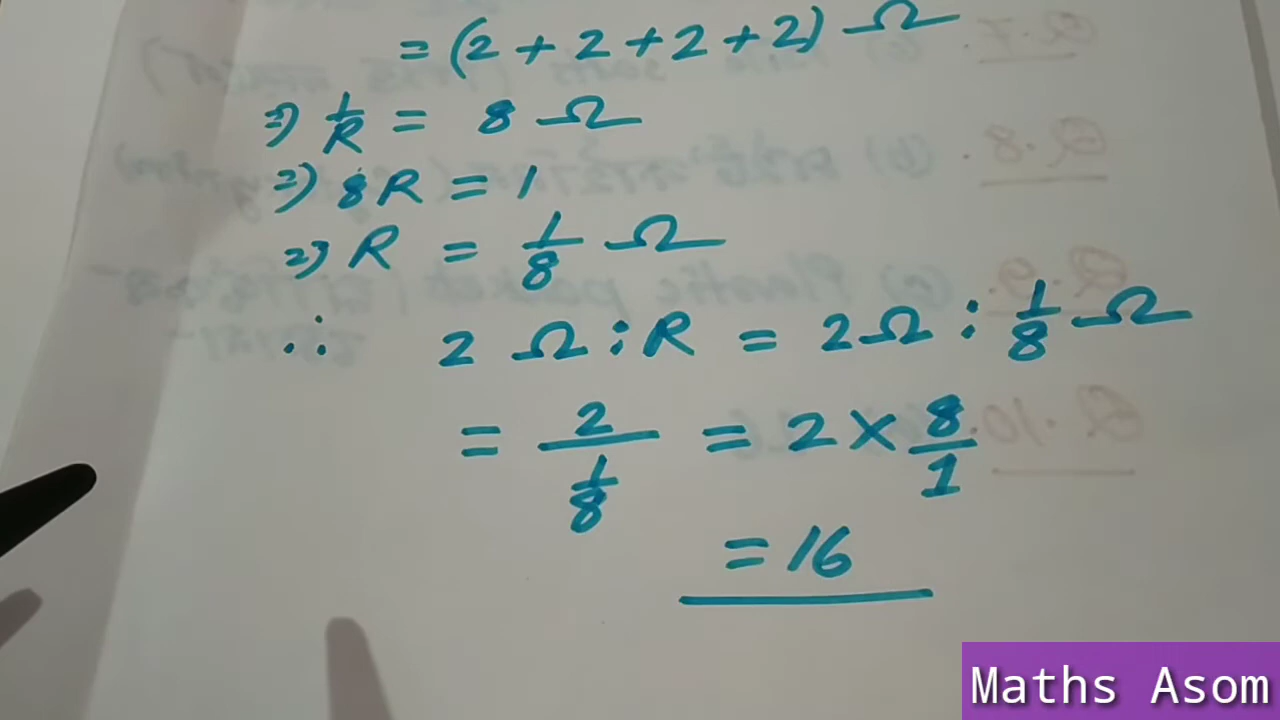 = (2 + 2 + 2 + 2) Ω
⇒ 1/R = 8 Ω
⇒ 8R = 1
⇒ R = 1/8 Ω
∴ 2 Ω : R = 2Ω : 1/8 Ω
= 2/(1/8) = 2 × 8/1
= 16
Maths Asom